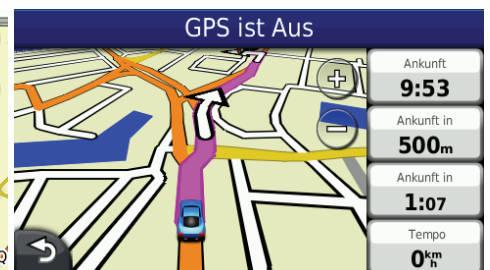 GPS ist Aus
Ankunft
9:53
Ankunft in
500m
Ankunft in
1:07
Tempo
0km/h